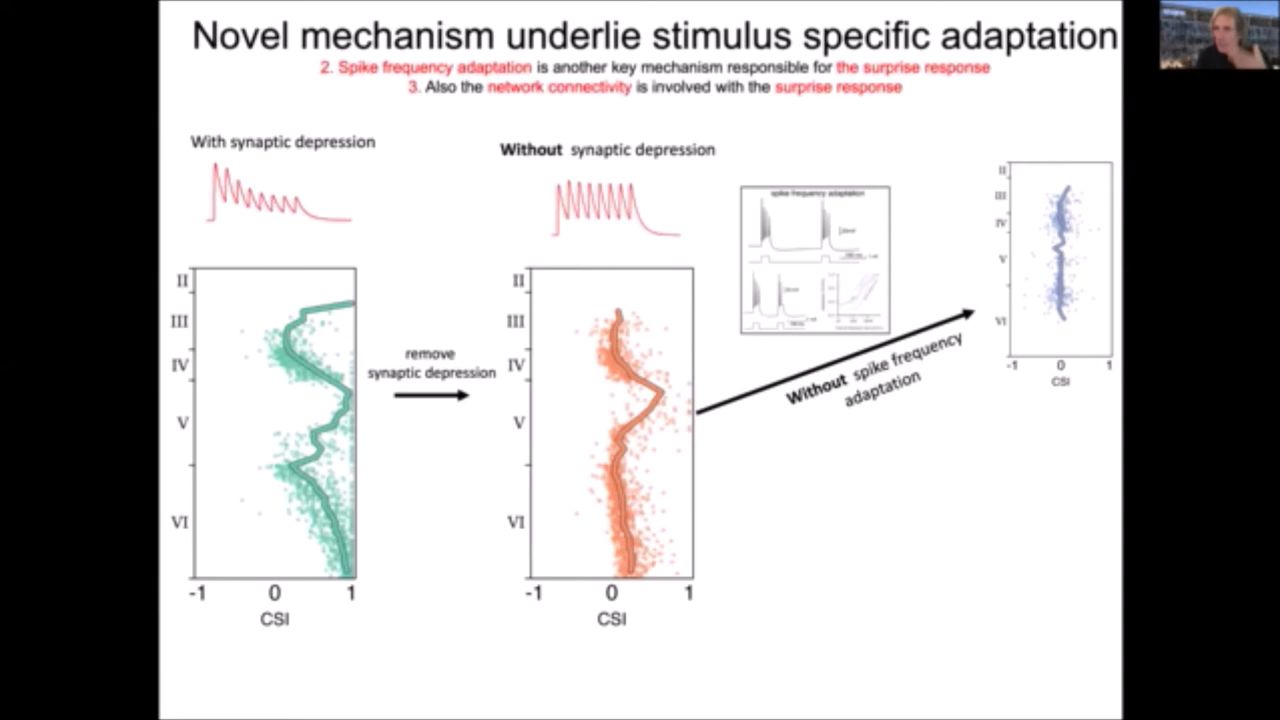 Novel mechanism underlie stimulus specific adaptation
2. Spike frequency adaptation is another key mechanism responsible for the surprise response
3. Also the network connectivity is involved with the surprise response
With synaptic depression
Without synaptic depression
spike frequency adaptation
II
III
IV
V
VI
-1 0 1
CSI
remove
synaptic depression
II
III
IV
V
VI
-1 0 1
CSI
Without spike frequency
adaptation
II
III
IV
V
VI
-1 0 1
CSI